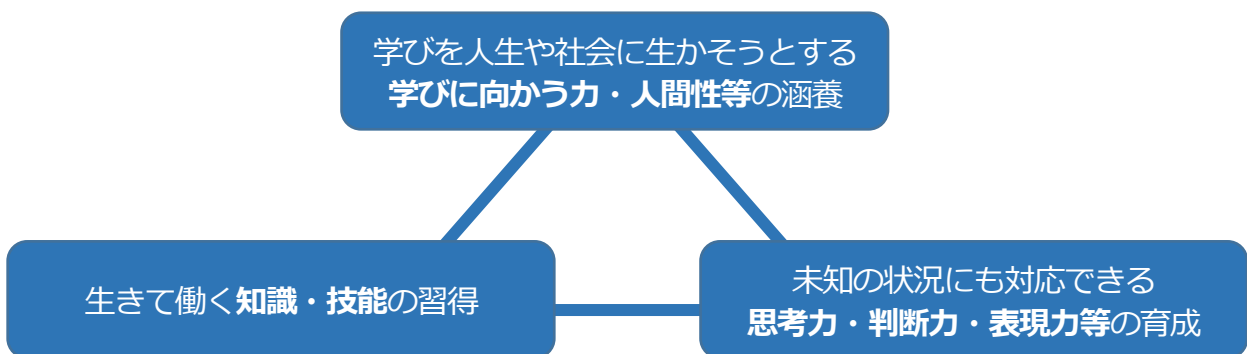 学びを人生や社会に生かそうとする
学びに向かう力・人間性等の涵養
生きて働く知識・技能の習得
未知の状況にも対応できる
思考力・判断力・表現力等の育成